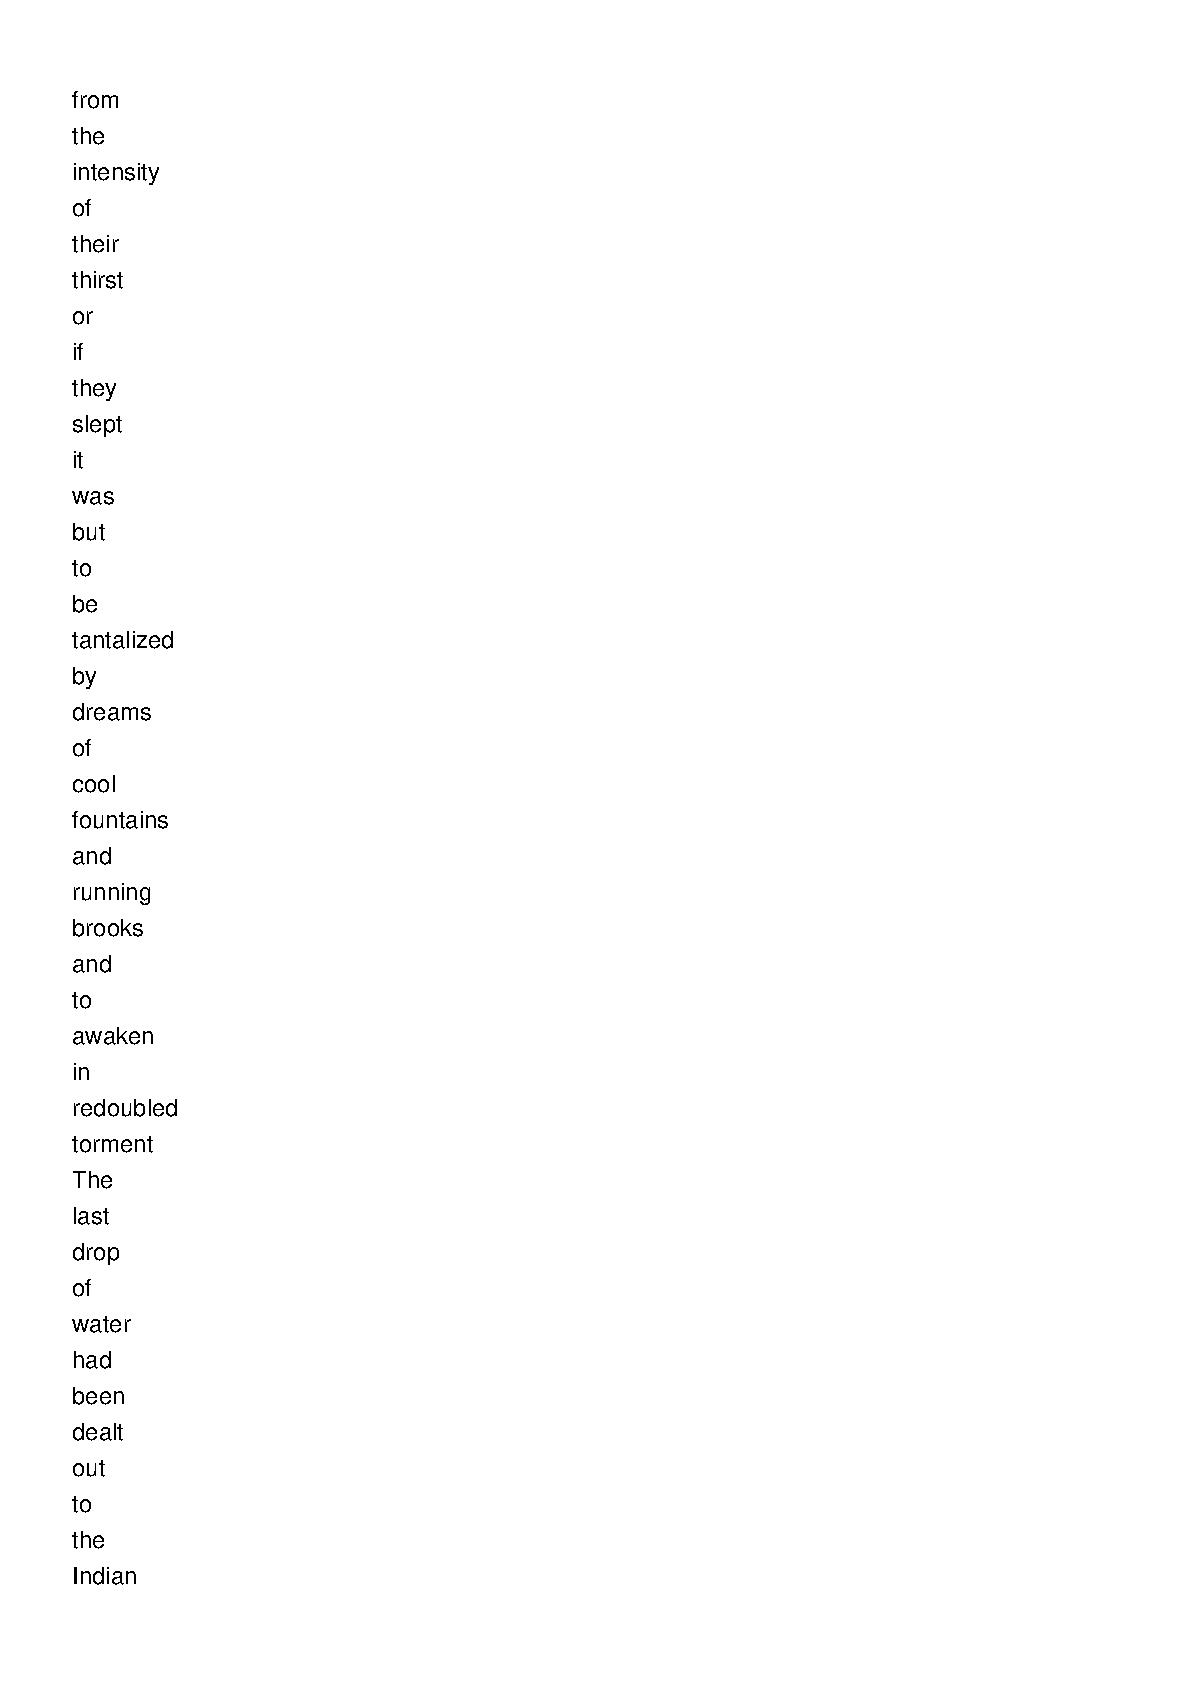 from
the
intensity
of
their
thirst
or
if
they
slept
it
was
but
to
be
tantalized
by
dreams
of
cool
fountains
and
running
brooks
and
to
awaken
in
redoubled
torment
The
last
drop
of
water
had
been
dealt
out
to
the
Indian